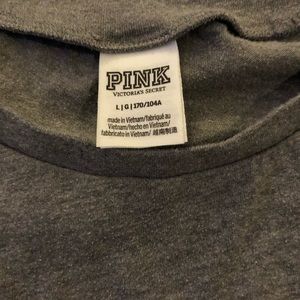 PINK
VICTORIA'S SECRET
L | G | 170/104A
made in Vietnam/fabriqué au
Vietnam/hecho en Vietnam/
fabbricato in Vietnam/ 越南制造